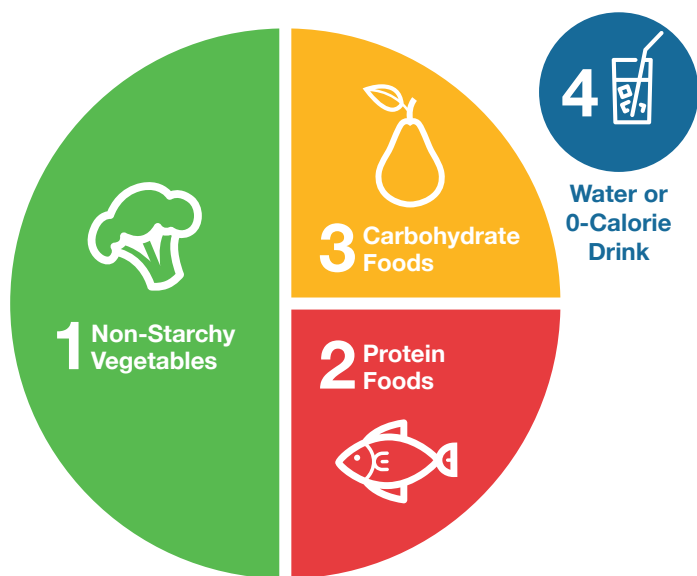 1 Non-Starchy
Vegetables
2 Protein
Foods
3 Carbohydrate
Foods
4
Water or
0-Calorie
Drink